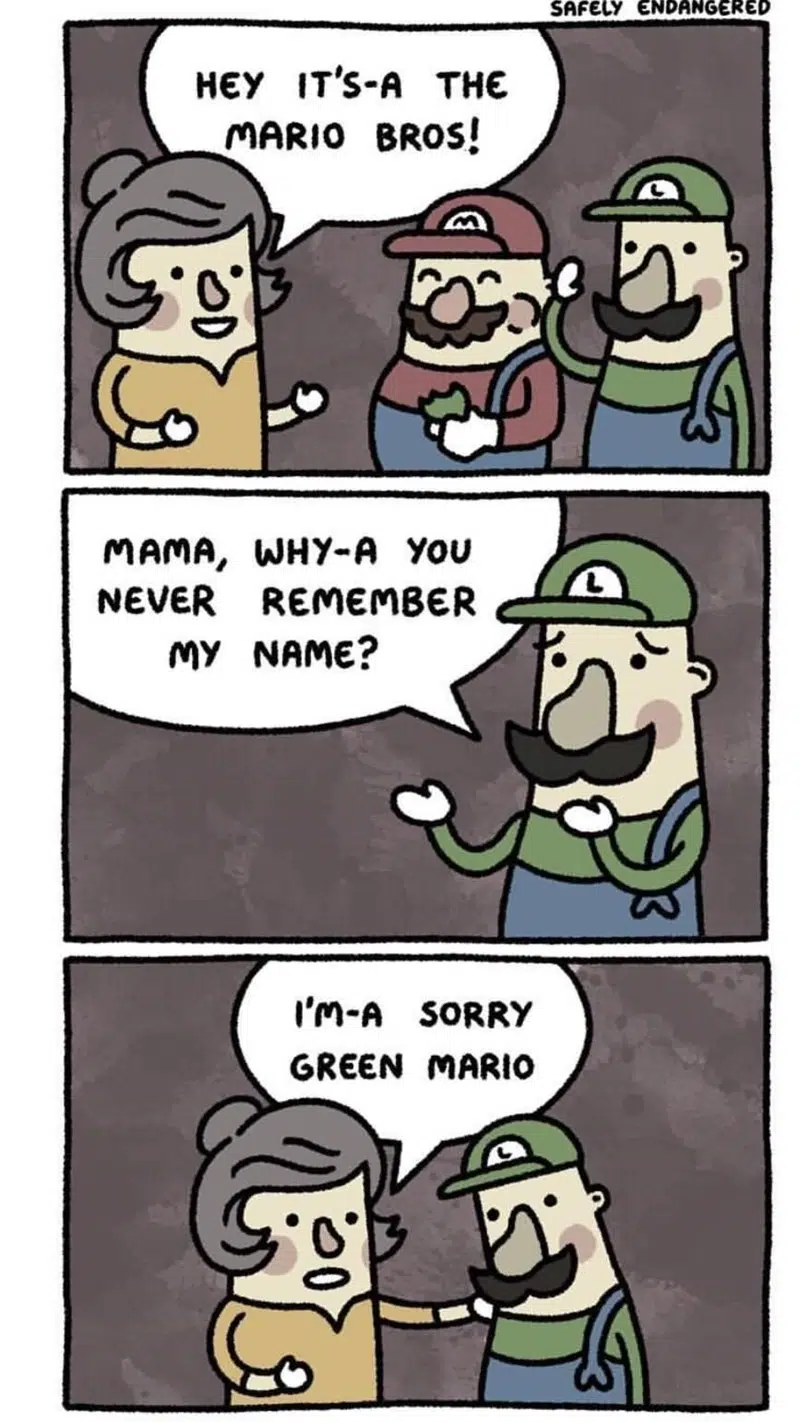 SAFELY ENDANGERED
HEY IT'S-A THE
MARIO BROS!
M
L
MAMA, WHY-A YOU
NEVER REMEMBER
MY NAME?
L
I'M-A SORRY
GREEN MARIO
L